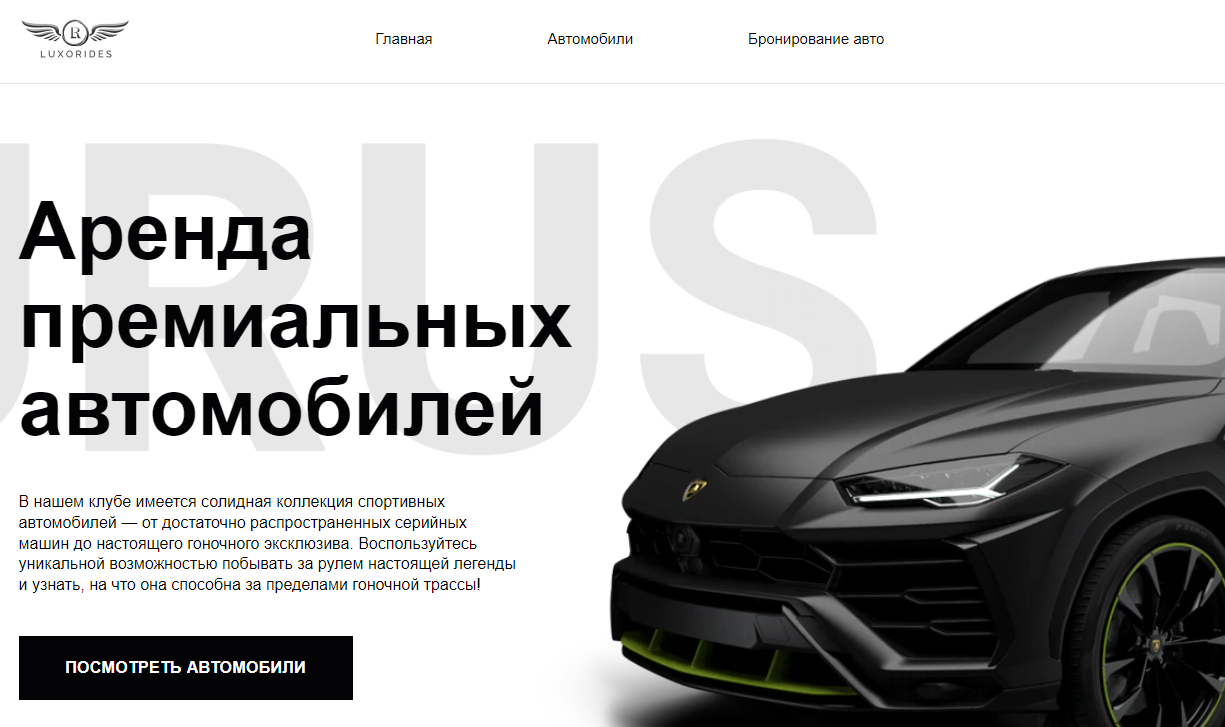 LR
LUXORIDES
Главная
Автомобили
Бронирование авто
URUS
Аренда
премиальных
автомобилей
В нашем клубе имеется солидная коллекция спортивных
автомобилей — от достаточно распространенных серийных
машин до настоящего гоночного эксклюзива. Воспользуйтесь
уникальной возможностью побывать за рулем настоящей легенды
и узнать, на что она способна за пределами гоночной трассы!
ПОСМОТРЕТЬ АВТОМОБИЛИ